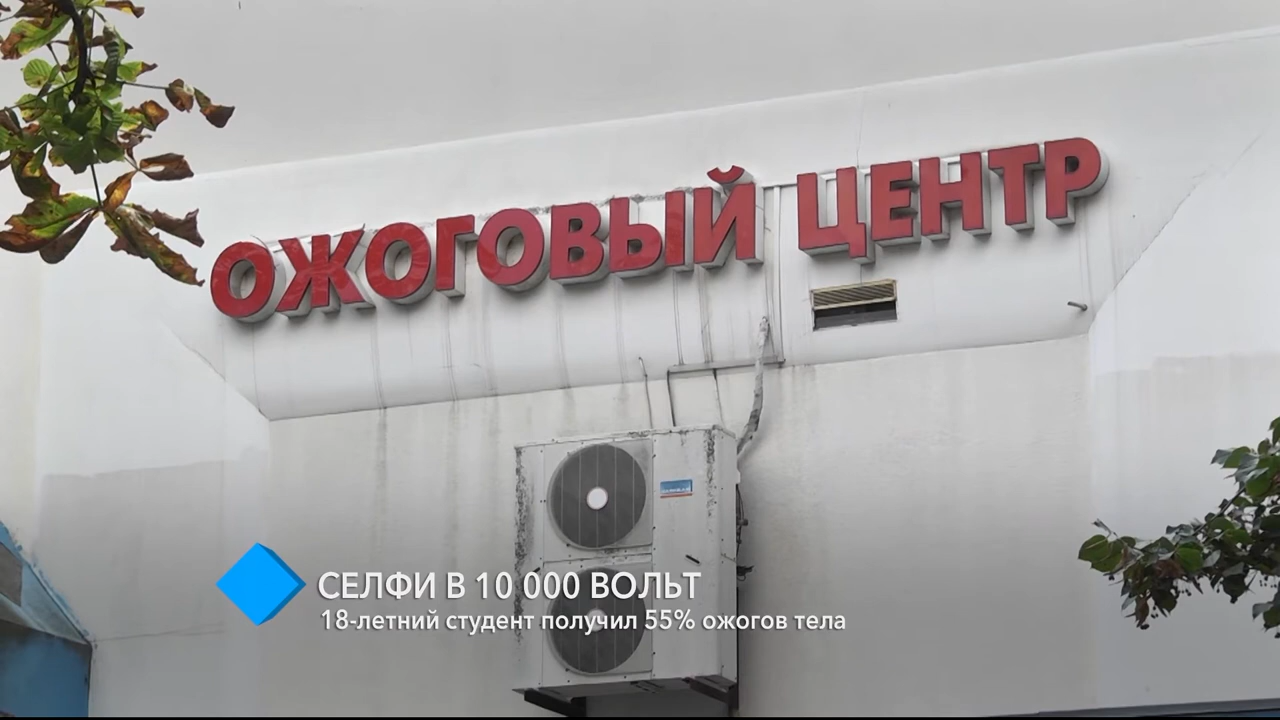 ОЖОГОВЫЙ ЦЕНТР
СЕЛФИ В 10 000 ВОЛЬТ
18-летний студент получил 55% ожогов тела